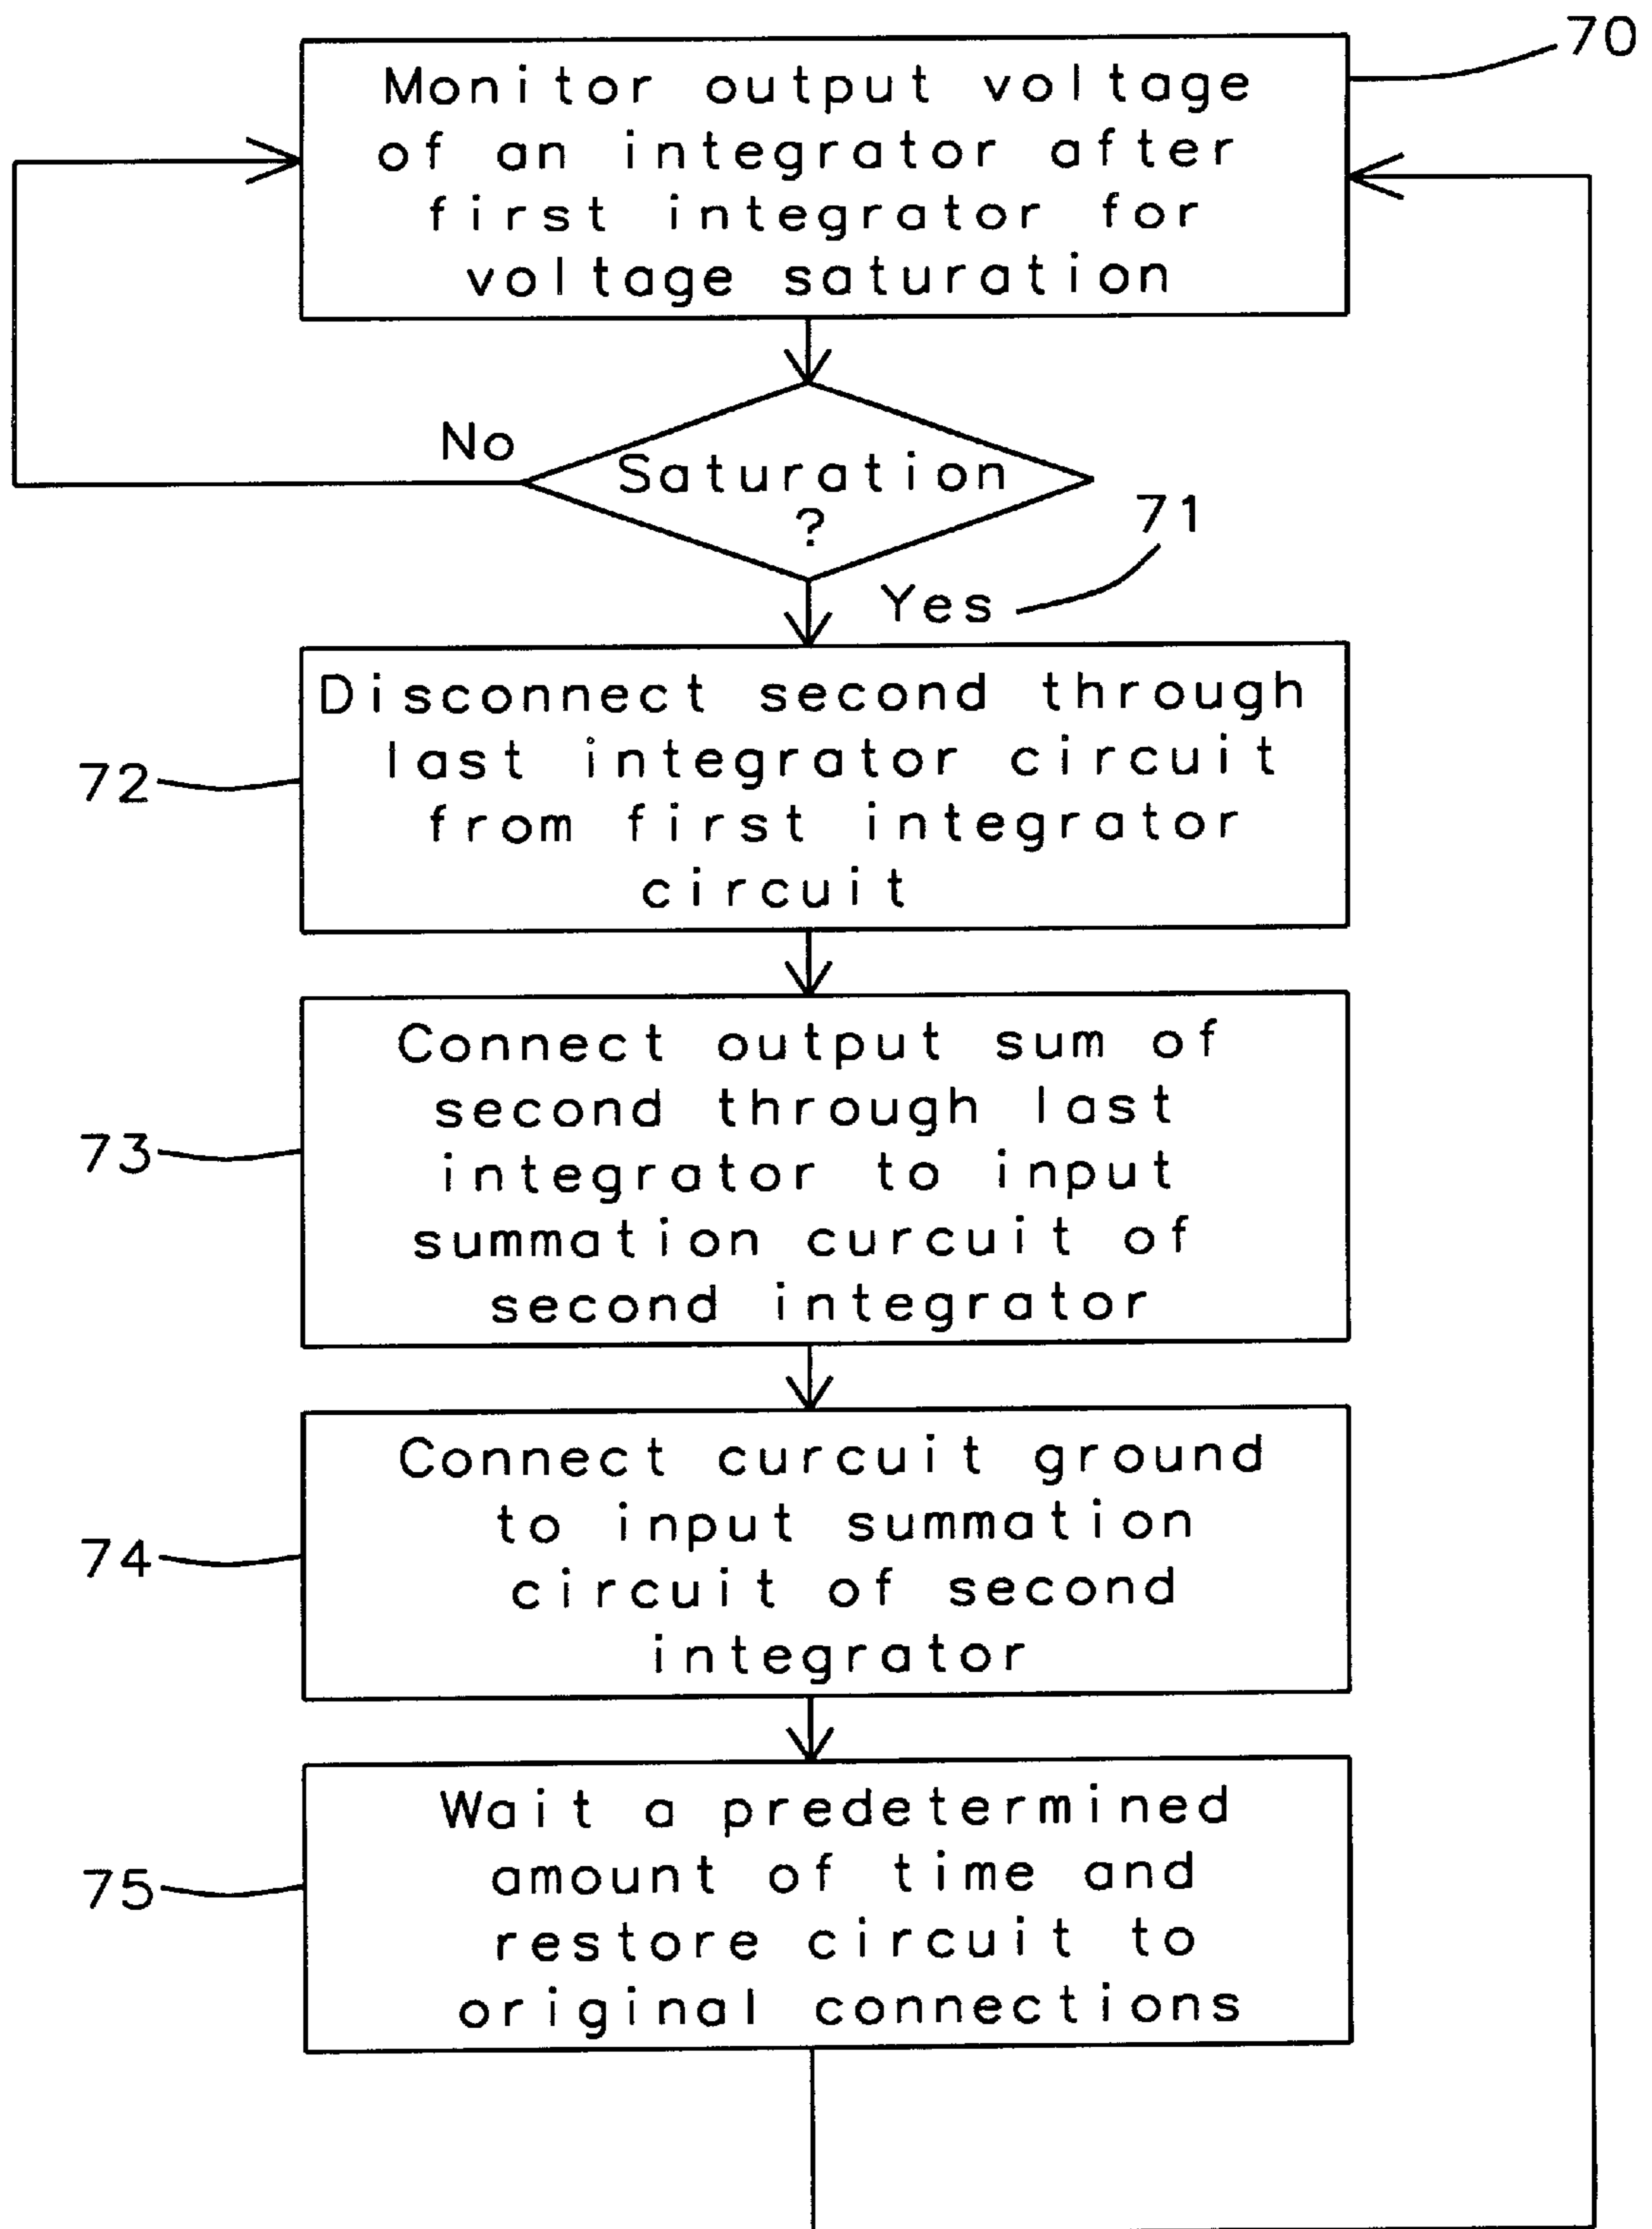 70
Monitor output voltage
of an integrator after
first integrator for
voltage saturation
No
Saturation
?
71
Yes
Disconnect second through
last integrator circuit
from first integrator
circuit
72
Connect output sum of
second through last
integrator to input
summation curcuit of
second integrator
73
Connect curcuit ground
to input summation
circuit of second
integrator
74
Wait a predetermined
amount of time and
restore circuit to
original connections
75